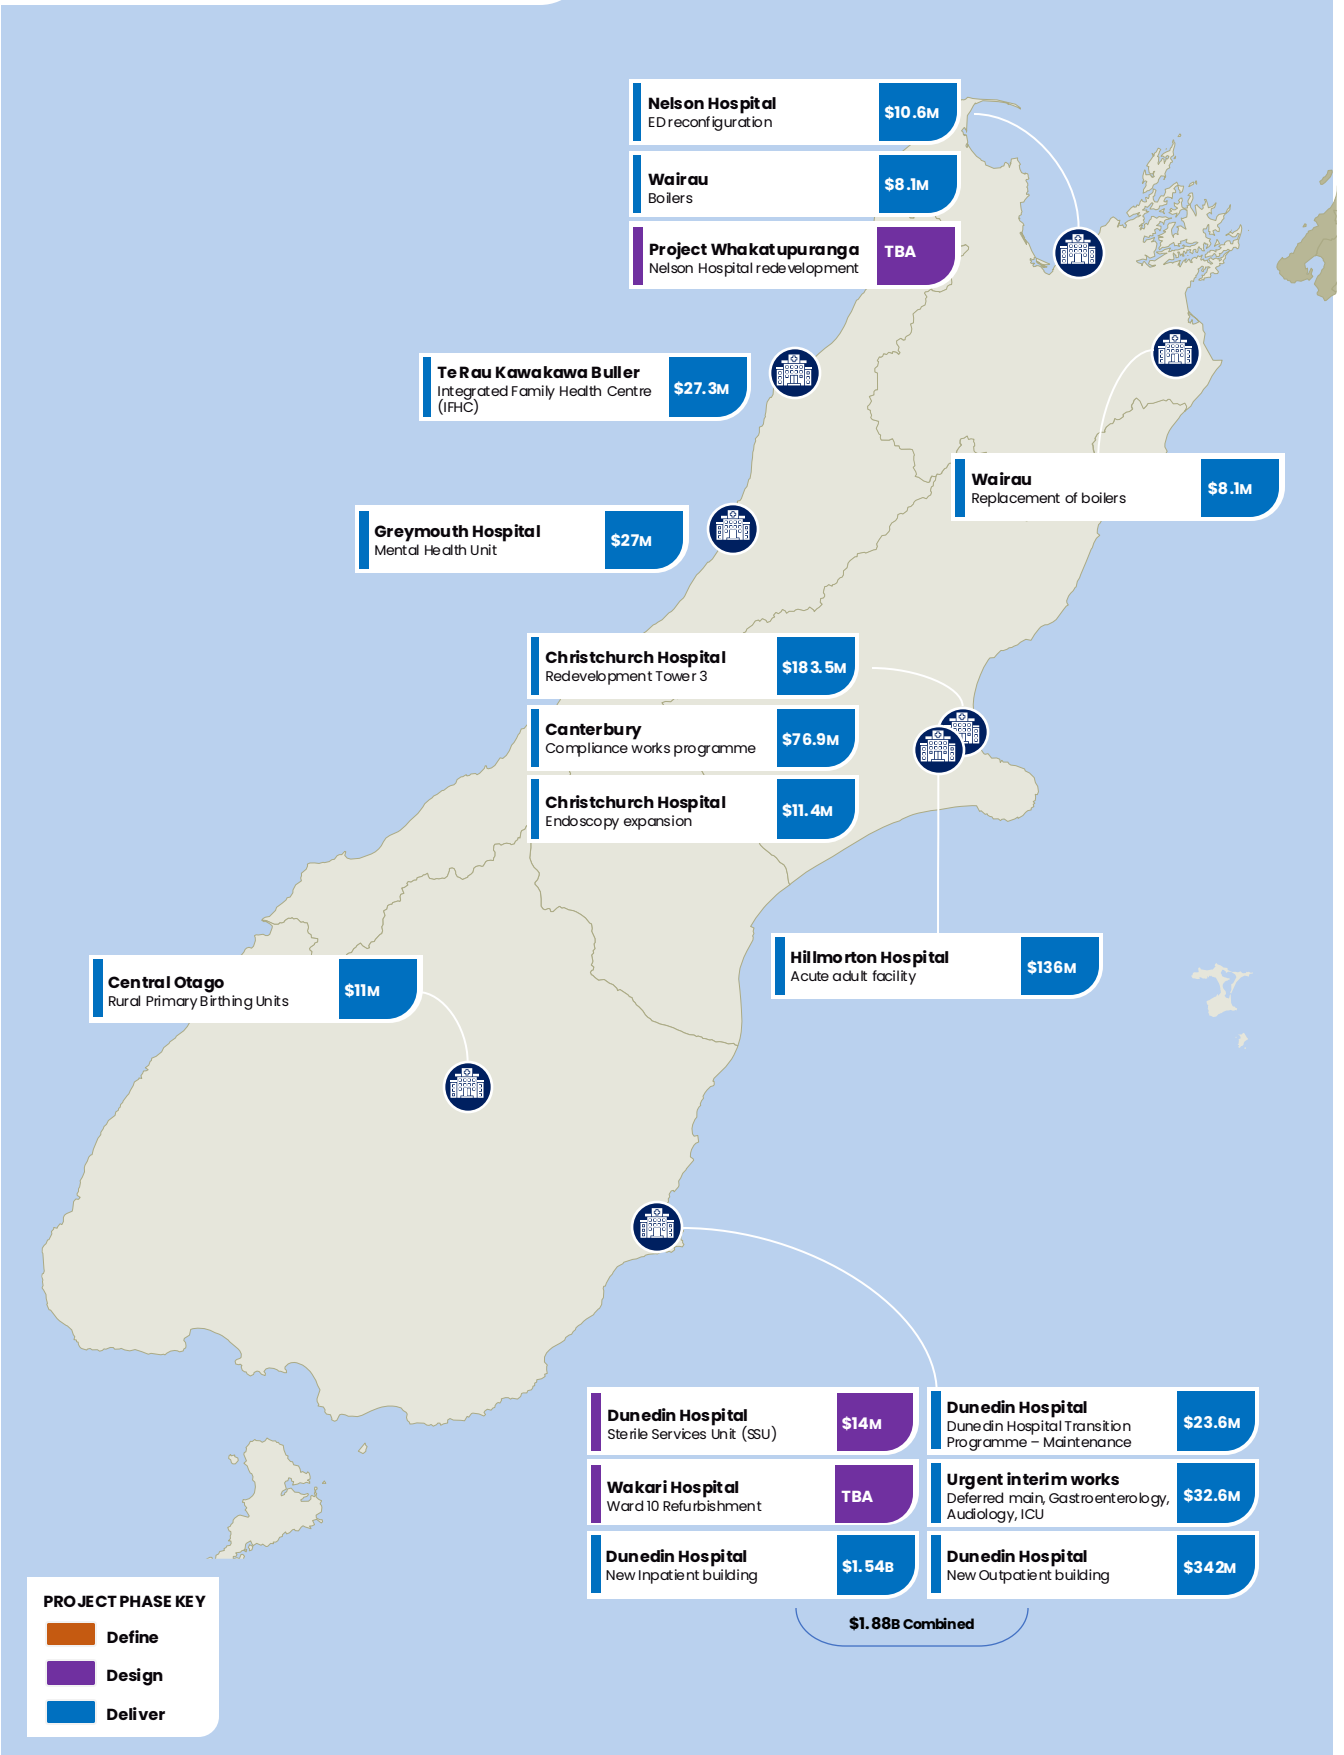 Nelson Hospital
ED reconfiguration
$10.6M
Wairau
Boilers
$8.1M
Project Whakatupuranga
Nelson Hospital redevelopment
TBA
Te Rau Kawakawa Buller
Integrated Family Health Centre
(IFHC)
$27.3M
Wairau
Replacement of boilers
$8.1M
Greymouth Hospital
Mental Health Unit
$27M
Christchurch Hospital
Redevelopment Tower 3
$183.5M
Canterbury
Compliance works programme
$76.9M
Christchurch Hospital
Endoscopy expansion
$11.4M
Hillmorton Hospital
Acute adult facility
$136M
Central Otago
Rural Primary Birthing Units
$11M
Dunedin Hospital
Sterile Services Unit (SSU)
$14M
Dunedin Hospital
Dunedin Hospital Transition
Programme – Maintenance
$23.6M
Wakari Hospital
Ward 10 Refurbishment
TBA
Urgent interim works
Deferred main, Gastroenterology,
Audiology, ICU
$32.6M
Dunedin Hospital
New Inpatient building
$1.54B
Dunedin Hospital
New Outpatient building
$342M
$1.88B Combined
PROJECT PHASE KEY
Define
Design
Deliver